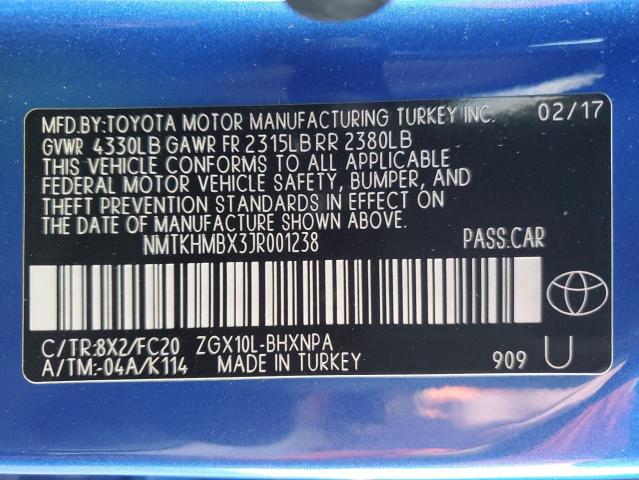 MFD.BY:TOYOTA MOTOR MANUFACTURING TURKEY INC. 02/17
GVWR 4330LB GAWR FR 2315LB RR 2380LB
THIS VEHICLE CONFORMS TO ALL APPLICABLE
FEDERAL MOTOR VEHICLE SAFETY, BUMPER, AND
THEFT PREVENTION STANDARDS IN EFFECT ON
THE DATE OF MANUFACTURE SHOWN ABOVE.
NMTKHMBX3JR001238 PASS.CAR
C/TR:8X2/FC20 ZGX10L-BHXNPA
A/TM:-04A/K114 MADE IN TURKEY 909 U